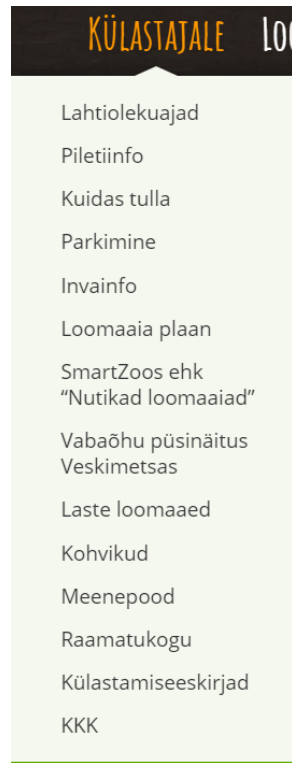 KÜLASTAJALE
Lahtiolekuajad
Piletiinfo
Kuidas tulla
Parkimine
Invainfo
Loomaaia plaan
SmartZoos ehk
“Nutikad loomaaiad”
Vabaõhu püsinäitus
Veskimetsas
Laste loomaaed
Kohvikud
Meenepood
Raamatukogu
Külastamiseeskirjad
KKK